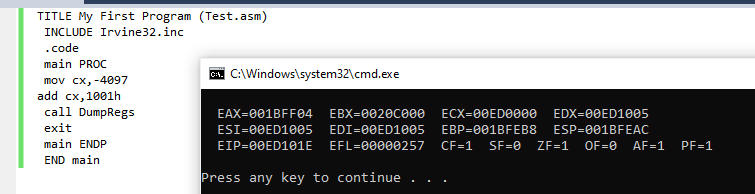 TITLE My First Program (Test.asm)
INCLUDE Irvine32.inc
.code
main PROC
mov cx,-4097
add cx,1001h
call DumpRegs
exit
main ENDP
END main
C:\Windows\system32\cmd.exe
EAX=001BFF04 EBX=0020C000 ECX=00ED0000 EDX=00ED1005
ESI=00ED1005 EDI=00ED1005 EBP=001BFEB8 ESP=001BFEAC
EIP=00ED101E EFL=00000257 CF=1 SF=0 ZF=1 OF=0 AF=1 PF=1
Press any key to continue . . .